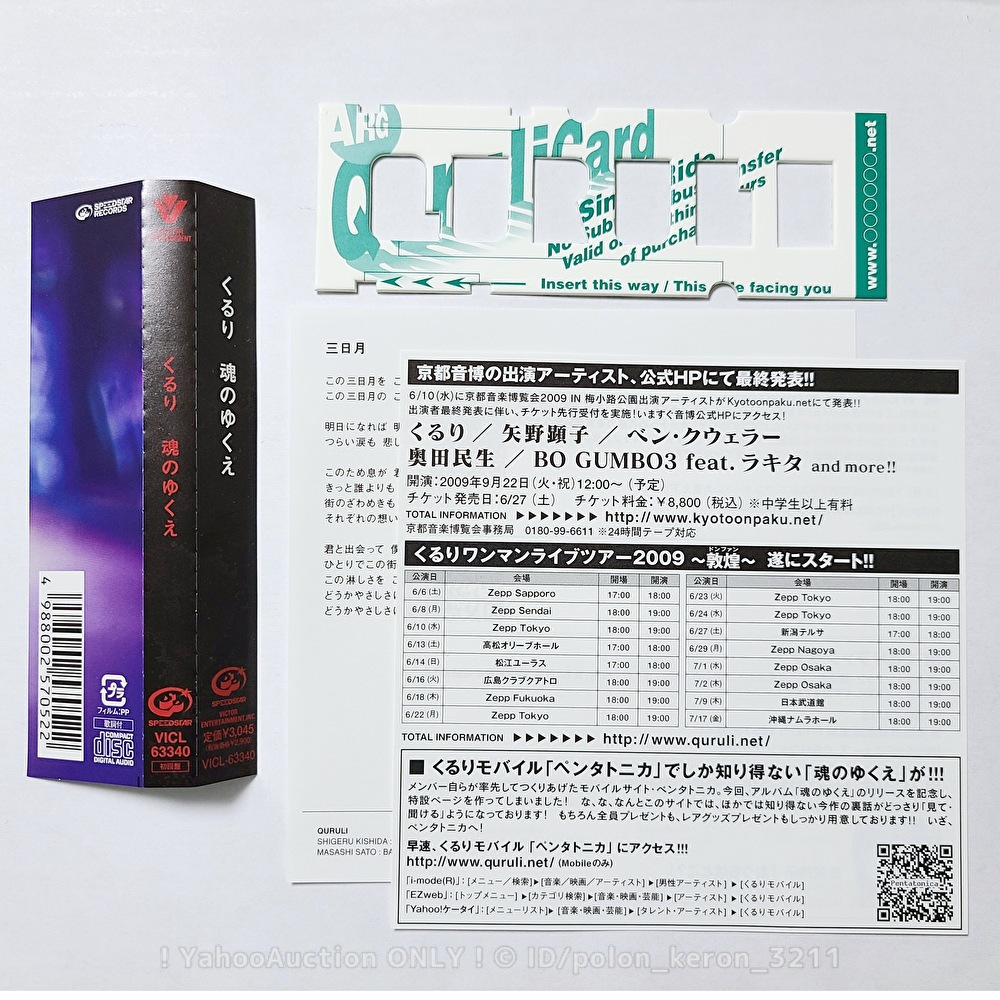 ARG
QuruliCard
www.OOOOOO.net
Insert this way / This
facing you
Valid
of purcha
SPEEDSTAR
RECORDS
くるり 魂のゆくえ
くるり 魂のゆくえ
4 988002 570522
フィルム:PP
歌詞付
COMPACT
disc
DIGITAL AUDIO
SPEEDSTAR
VICL
63340
初回盤
VICTOR
ENTERTAINMENT, INC.
定価¥3,045
(税抜価¥2,900)
VICL-63340
三日月
この三日月を
この三日月を
明日になれば
つらい涙も 悲し
このため息が
きっと誰よりも
街のざわめきも
それぞれの想い
君と出会って
ひとりでこの街
この淋しさを
どうかやさしさに
どうかやさしさに
QURULI
SHIGERU KISHIDA :
MASASHI SATO : BA
京都音博の出演アーティスト、公式HPにて最終発表!!
6/10(水)に京都音楽博覧会2009 IN 梅小路公園出演アーティストがKyotoonpaku.netにて発表!!
出演者最終発表に伴い、チケット先行受付を実施!いますぐ音博公式HPにアクセス!
くるり / 矢野顕子 / ベン・クウェラー
奥田民生 / BO GUMBO3 feat. ラキタ and more!!
開演:2009年9月22日(火・祝)12:00~(予定)
チケット発売日:6/27(土) チケット料金:¥8,800(税込)※中学生以上有料
TOTAL INFORMATION ▶▶▶▶▶▶▶ http://www.kyotoonpaku.net/
京都音楽博覧会事務局 0180-99-6611 ※24時間テープ対応
くるりワンマンライブツアー2009 ~敦煌(ドンファン)~ 遂にスタート!!
公演日 会場 開場 開演 公演日 会場 開場 開演
6/6(土) Zepp Sapporo 17:00 18:00 6/23(火) Zepp Tokyo 18:00 19:00
6/8(月) Zepp Sendai 18:00 19:00 6/24(水) Zepp Tokyo 18:00 19:00
6/10(水) Zepp Tokyo 18:00 19:00 6/27(土) 新潟テルサ 17:00 18:00
6/13(土) 高松オリーブホール 17:00 18:00 6/29(月) Zepp Nagoya 18:00 19:00
6/14(日) 松江ユーラス 17:00 18:00 7/1(水) Zepp Osaka 18:00 19:00
6/16(火) 広島クラブクアトロ 18:00 19:00 7/2(木) Zepp Osaka 18:00 19:00
6/18(木) Zepp Fukuoka 18:00 19:00 7/9(木) 日本武道館 18:00 19:00
6/22(月) Zepp Tokyo 18:00 19:00 7/17(金) 沖縄ナムラホール 18:00 19:00
TOTAL INFORMATION ▶▶▶▶▶▶▶ http://www.quruli.net/
■ くるりモバイル「ペンタトニカ」でしか知り得ない「魂のゆくえ」が!!!
メンバー自らが率先してつくりあげたモバイルサイト・ペンタトニカ。今回、アルバム「魂のゆくえ」のリリースを記念し、
特設ページを作ってしまいました! な、な、なんとこのサイトでは、ほかでは知り得ない今作の裏話がどっさり「見て・
聞ける」ようになっております! もちろん全員プレゼントも、レアグッズプレゼントもしっかり用意しております!! いざ、
ペンタトニカへ!
早速、くるりモバイル「ペンタトニカ」にアクセス!!!
http://www.quruli.net/ (Mobileのみ)
「i-mode(R)」:[メニュー/検索]▶[音楽/映画/アーティスト]▶[男性アーティスト]▶[くるりモバイル]
「EZweb」:[トップメニュー]▶[カテゴリ検索]▶[音楽・映画・芸能]▶[アーティスト]▶[くるりモバイル]
「Yahoo!ケータイ」:[メニューリスト]▶[音楽・映画・芸能]▶[タレント・アーティスト]▶[くるりモバイル]
Pentatonica
! YahooAuction ONLY ! © ID/polon_keron_3211